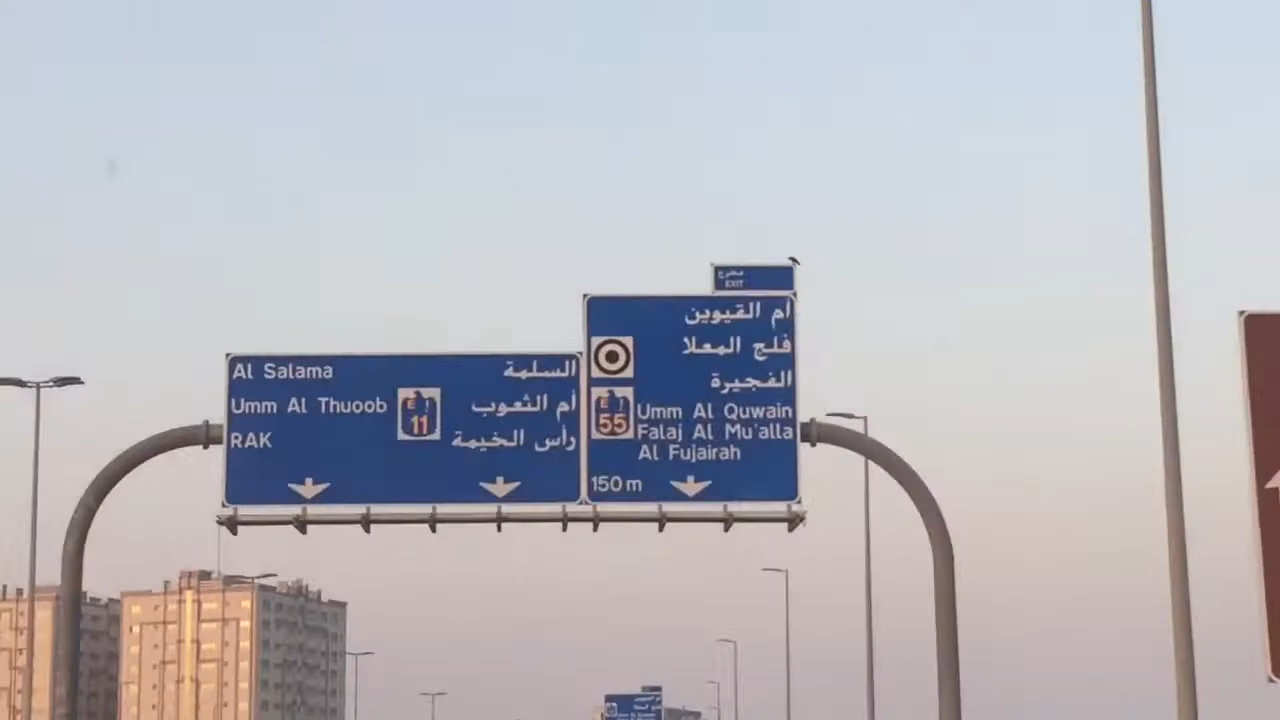 Al Salama
السلمة
Umm Al Thuoob
E 11
أم الثعوب
RAK
رأس الخيمة
مخرج
EXIT
أم القيوين
فلج المعلا
الفجيرة
E 55
Umm Al Quwain
Falaj Al Mu'alla
Al Fujairah
150 m